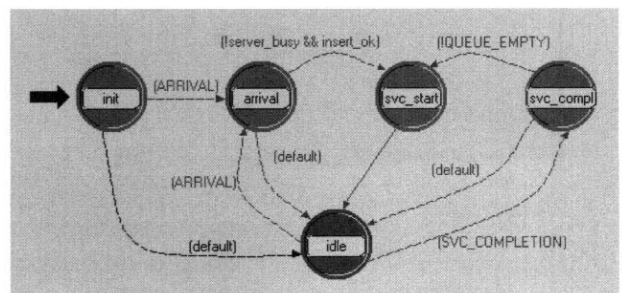 (!server_busy && insert_ok)
(!QUEUE_EMPTY)
init
(ARRIVAL)
arrival
svc_start
svc_compl
(default)
(ARRIVAL)
(default)
(default)
idle
(SVC_COMPLETION)